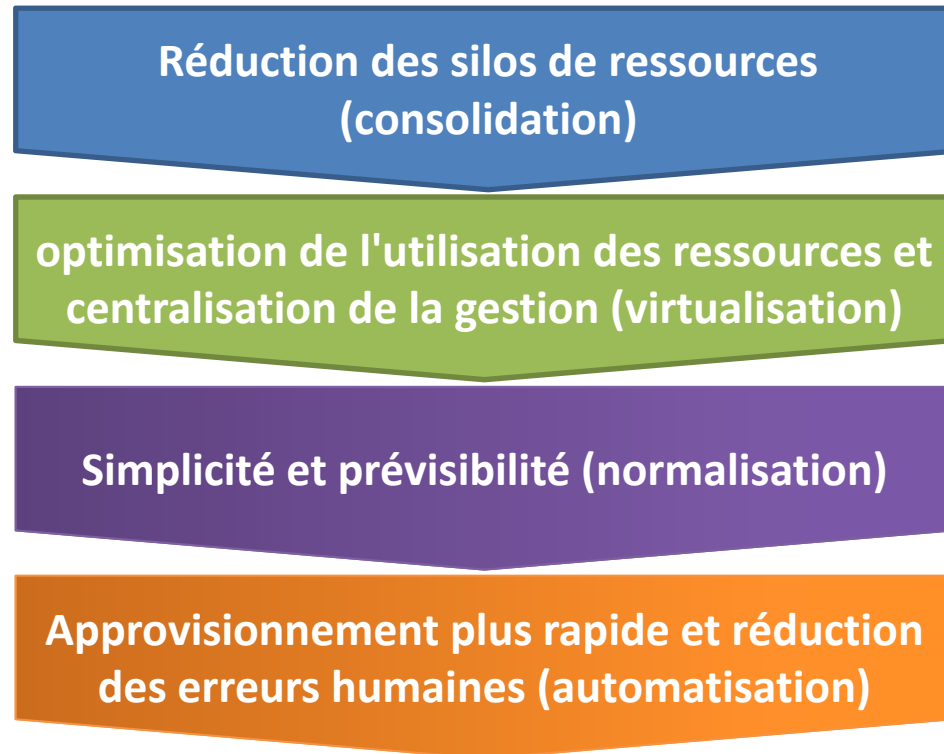 Réduction des silos de ressources
(consolidation)
optimisation de l'utilisation des ressources et
centralisation de la gestion (virtualisation)
Simplicité et prévisibilité (normalisation)
Approvisionnement plus rapide et réduction
des erreurs humaines (automatisation)